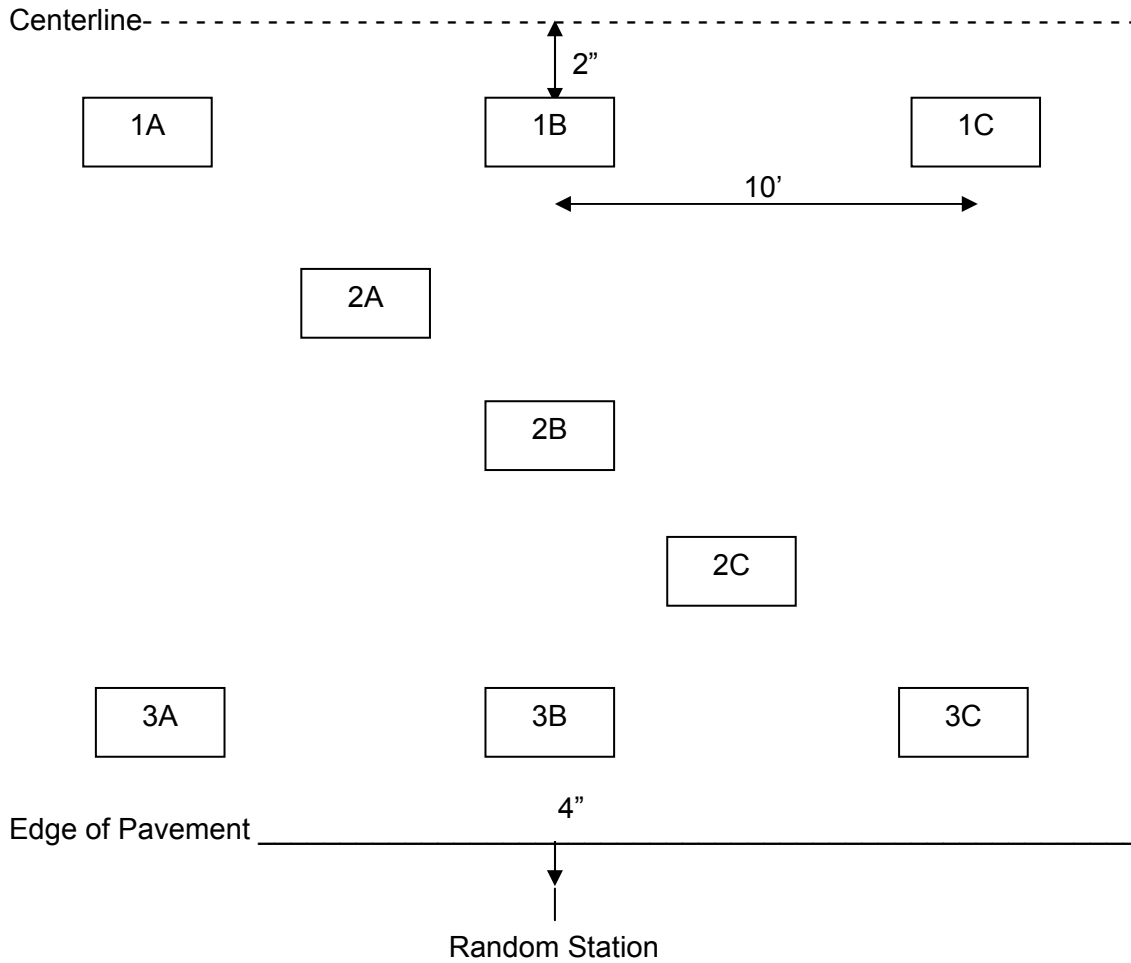 Centerline
2”
1A 1B 1C
10’
2A
2B
2C
3A 3B 3C
4”
Edge of Pavement
Random Station